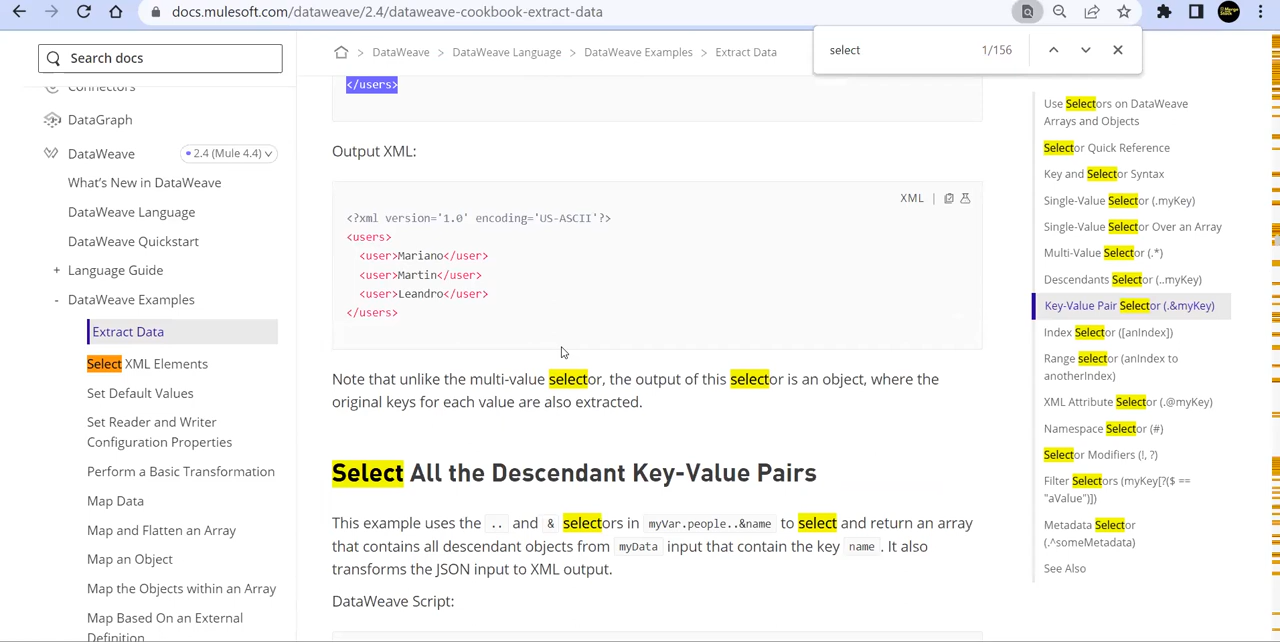 docs.mulesoft.com/dataweave/2.4/dataweave-cookbook-extract-data
select
1/156
Search docs
Connectors
DataGraph
DataWeave
2.4 (Mule 4.4)
What's New in DataWeave
DataWeave Language
DataWeave Quickstart
+ Language Guide
- DataWeave Examples
Extract Data
Select XML Elements
Set Default Values
Set Reader and Writer
Configuration Properties
Perform a Basic Transformation
Map Data
Map and Flatten an Array
Map an Object
Map the Objects within an Array
Map Based On an External
Definition
DataWeave > DataWeave Language > DataWeave Examples > Extract Data
</users>
Output XML:
XML |
<?xml version='1.0' encoding='US-ASCII'?>
<users>
<user>Mariano</user>
<user>Martin</user>
<user>Leandro</user>
</users>
Note that unlike the multi-value selector, the output of this selector is an object, where the
original keys for each value are also extracted.
Select All the Descendant Key-Value Pairs
This example uses the .. and & selectors in myVar.people..&name to select and return an array
that contains all descendant objects from myData input that contain the key name . It also
transforms the JSON input to XML output.
DataWeave Script:
Use Selectors on DataWeave
Arrays and Objects
Selector Quick Reference
Key and Selector Syntax
Single-Value Selector (.myKey)
Single-Value Selector Over an Array
Multi-Value Selector (.*)
Descendants Selector (..myKey)
Key-Value Pair Selector (.&myKey)
Index Selector ([anIndex])
Range selector (anIndex to
anotherIndex)
XML Attribute Selector (.@myKey)
Namespace Selector (#)
Selector Modifiers (!, ?)
Filter Selectors (myKey[?($ ==
"aValue")])
Metadata Selector
(.^someMetadata)
See Also